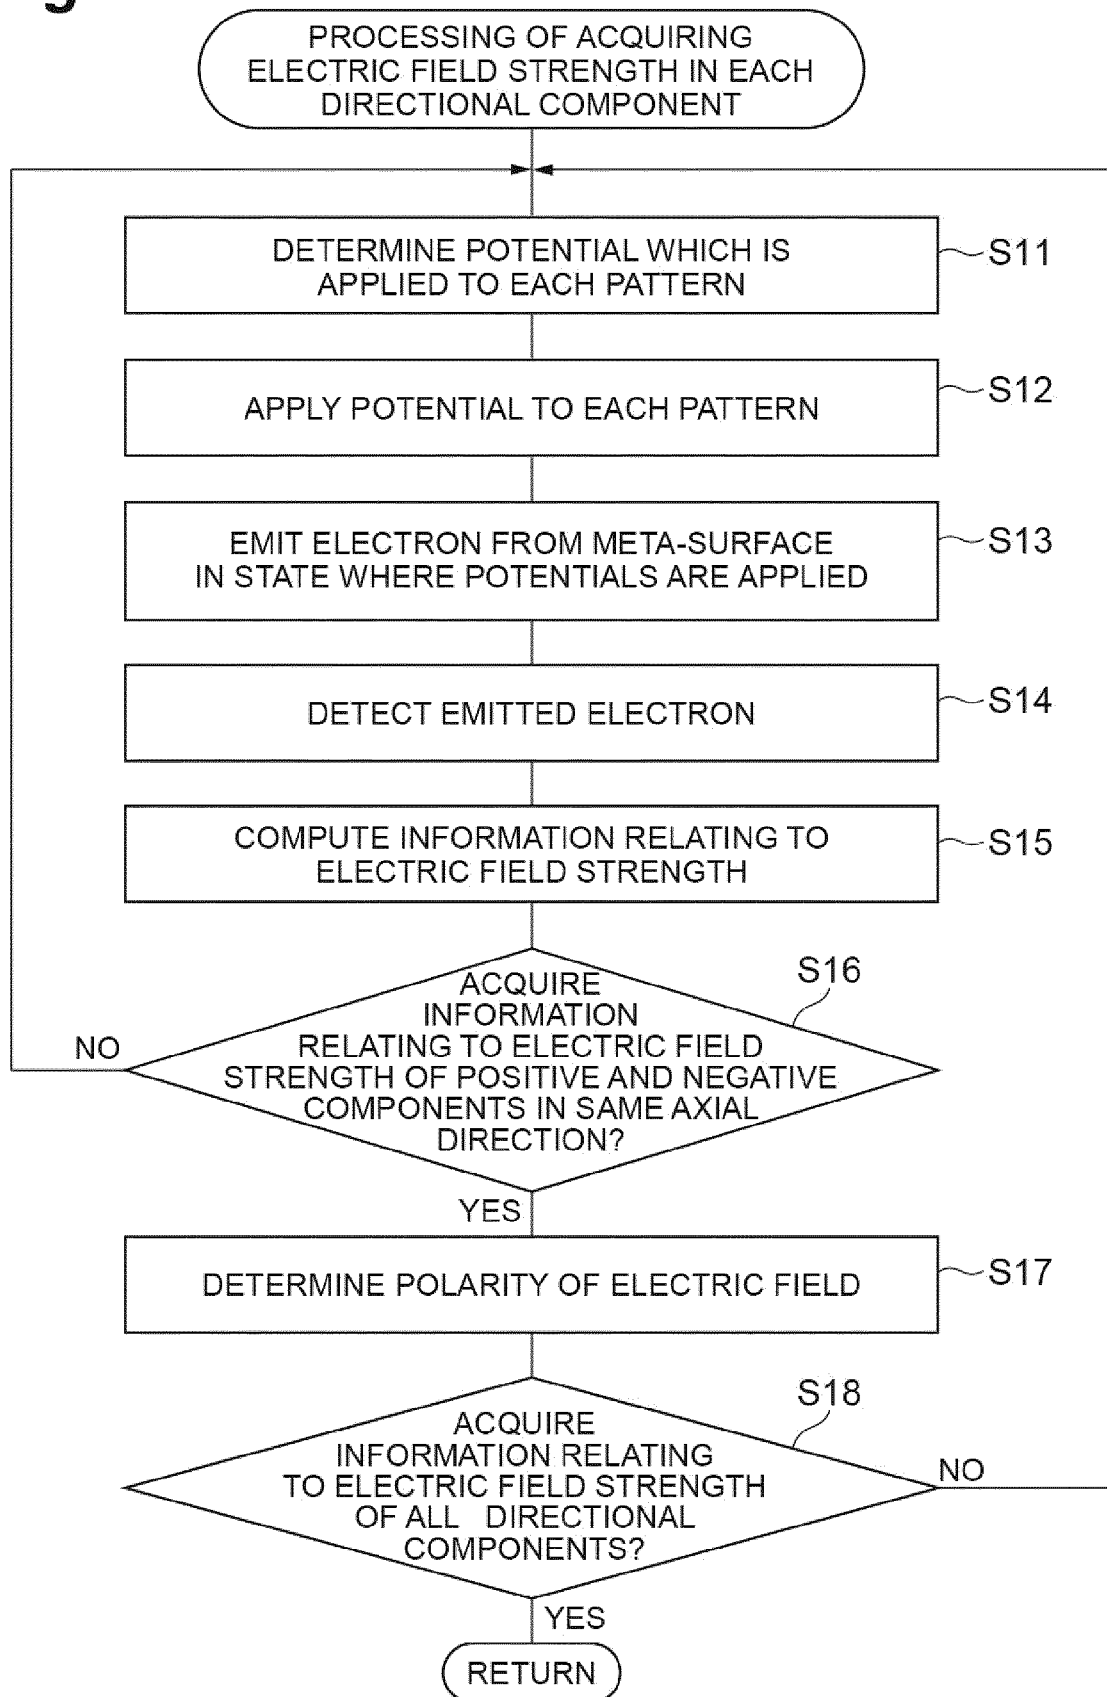 PROCESSING OF ACQUIRING
ELECTRIC FIELD STRENGTH IN EACH
DIRECTIONAL COMPONENT
DETERMINE POTENTIAL WHICH IS
APPLIED TO EACH PATTERN
S11
APPLY POTENTIAL TO EACH PATTERN
S12
EMIT ELECTRON FROM META-SURFACE
IN STATE WHERE POTENTIALS ARE APPLIED
S13
DETECT EMITTED ELECTRON
S14
COMPUTE INFORMATION RELATING TO
ELECTRIC FIELD STRENGTH
S15
S16
ACQUIRE
INFORMATION
RELATING TO ELECTRIC FIELD
STRENGTH OF POSITIVE AND NEGATIVE
COMPONENTS IN SAME AXIAL
DIRECTION?
NO
YES
DETERMINE POLARITY OF ELECTRIC FIELD
S17
S18
ACQUIRE
INFORMATION RELATING
TO ELECTRIC FIELD STRENGTH
OF ALL DIRECTIONAL
COMPONENTS?
NO
YES
RETURN